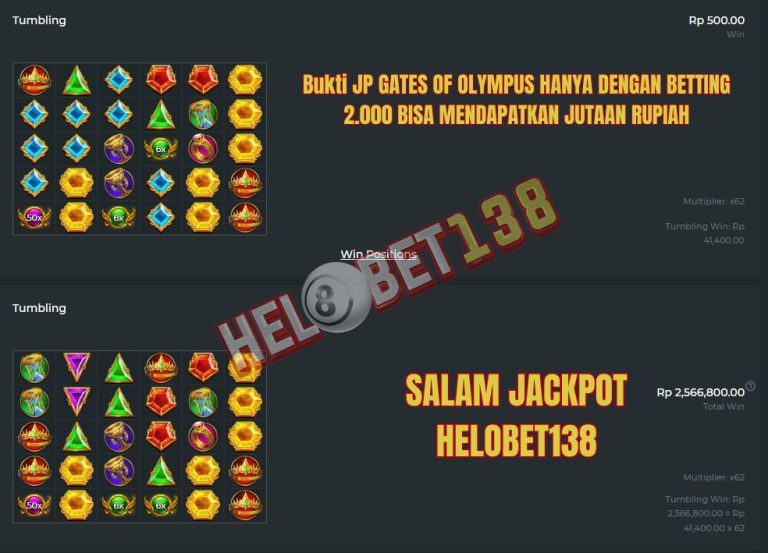 Tumbling
Rp 500.00
Win
Bukti JP GATES OF OLYMPUS HANYA DENGAN BETTING
2.000 BISA MENDAPATKAN JUTAAN RUPIAH
6x
50x
6x
Multiplier: x62
Tumbling Win: Rp
41,400.00
Win Positions
HEL8BET138
Tumbling
SALAM JACKPOT
HELOBET138
Rp 2,566,800.00
Total Win
50x
6x
6x
Multiplier: x62
Tumbling Win: Rp
2,566,800.00 = Rp
41,400.00 x 62